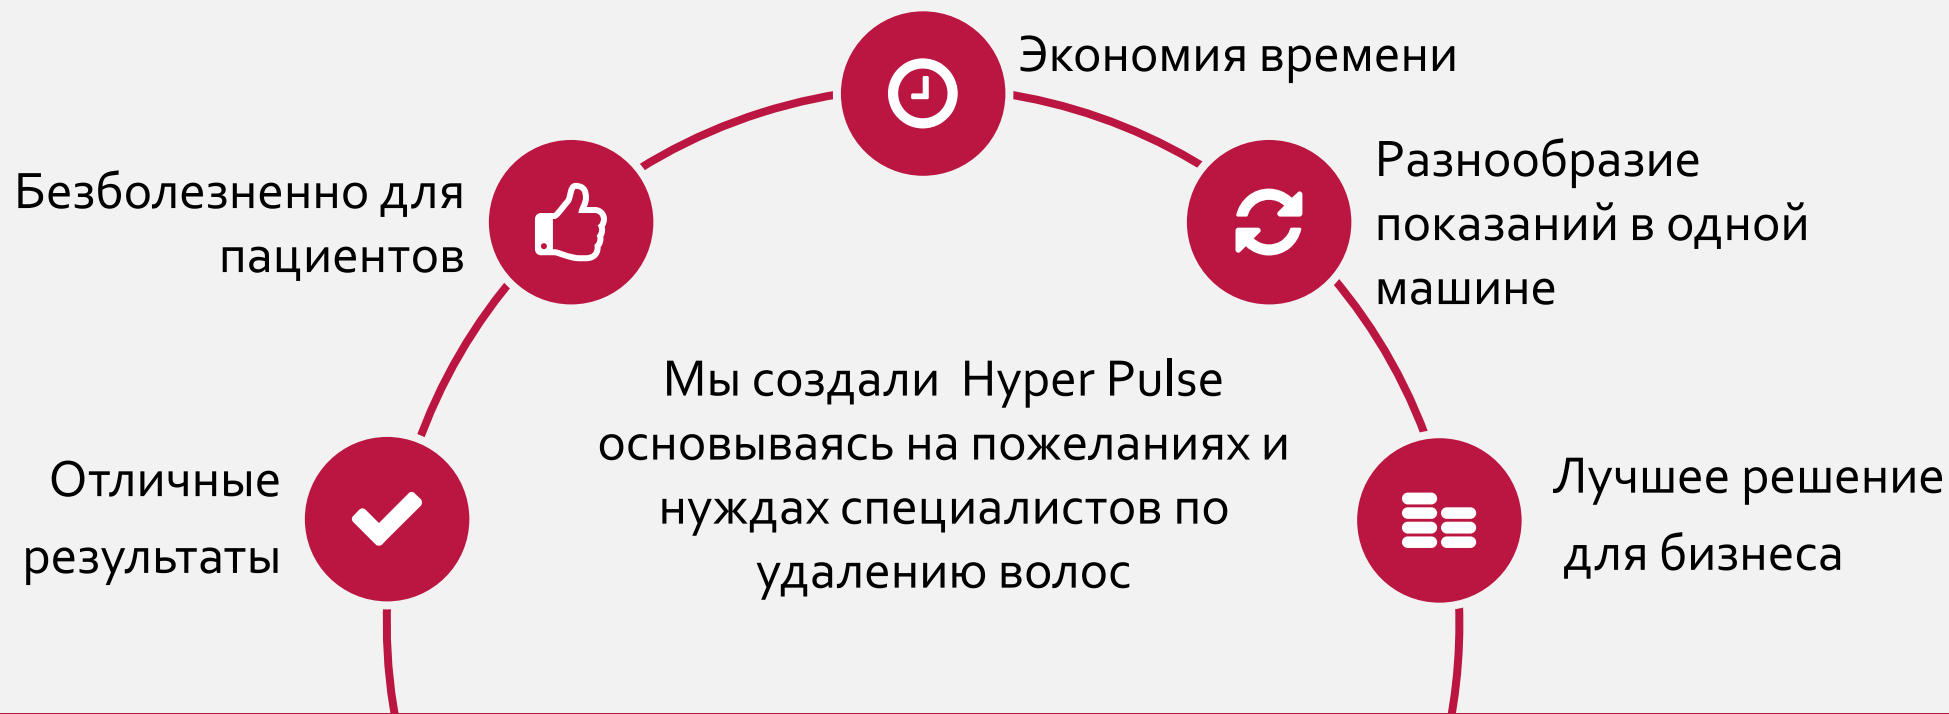 Экономия времени
Разнообразие
показаний в одной
машине
Безболезненно для
пациентов
Мы создали  Hyper Pulse
основываясь на пожеланиях и
нуждах специалистов по
удалению волос
Отличные
результаты
Лучшее решение
для бизнеса